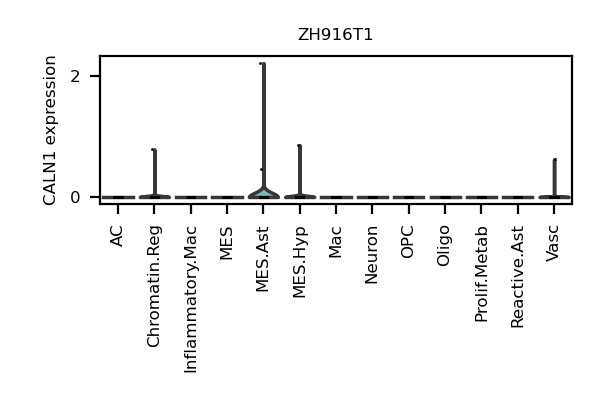 ZH916T1
CALN1 expression
2
0
AC
Chromatin.Reg
Inflammatory.Mac
MES
MES.Ast
MES.Hyp
Mac
Neuron
OPC
Oligo
Prolif.Metab
Reactive.Ast
Vasc